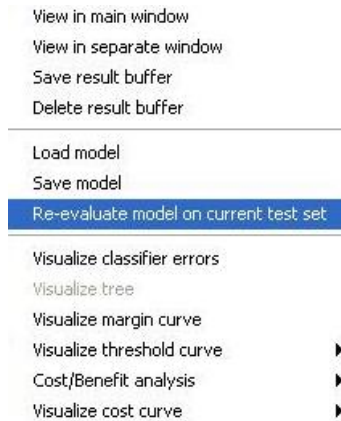 View in main window
View in separate window
Save result buffer
Delete result buffer
Load model
Save model
Re-evaluate model on current test set
Visualize classifier errors
Visualize tree
Visualize margin curve
Visualize threshold curve
Cost/Benefit analysis
Visualize cost curve